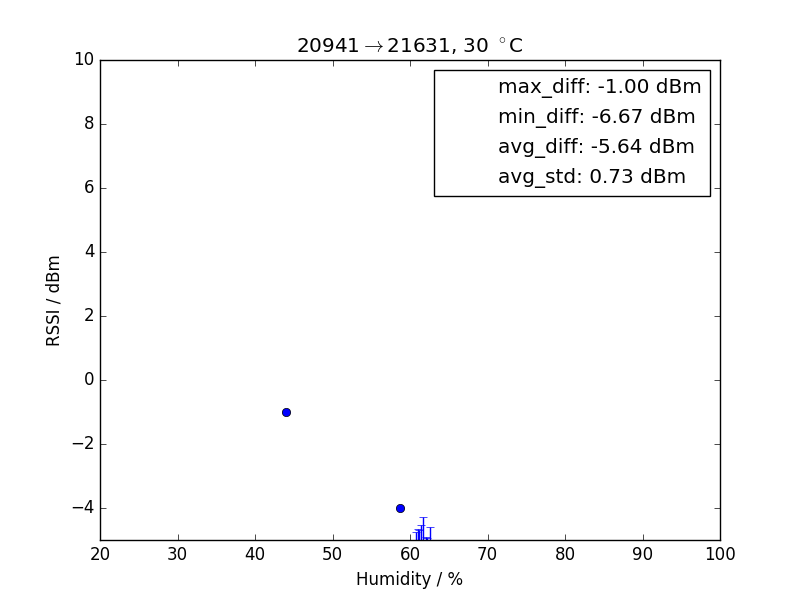 20941→21631, 30 °C
max_diff: -1.00 dBm
min_diff: -6.67 dBm
avg_diff: -5.64 dBm
avg_std: 0.73 dBm
RSSI / dBm
10
8
6
4
2
0
−2
−4
20 30 40 50 60 70 80 90 100
Humidity / %